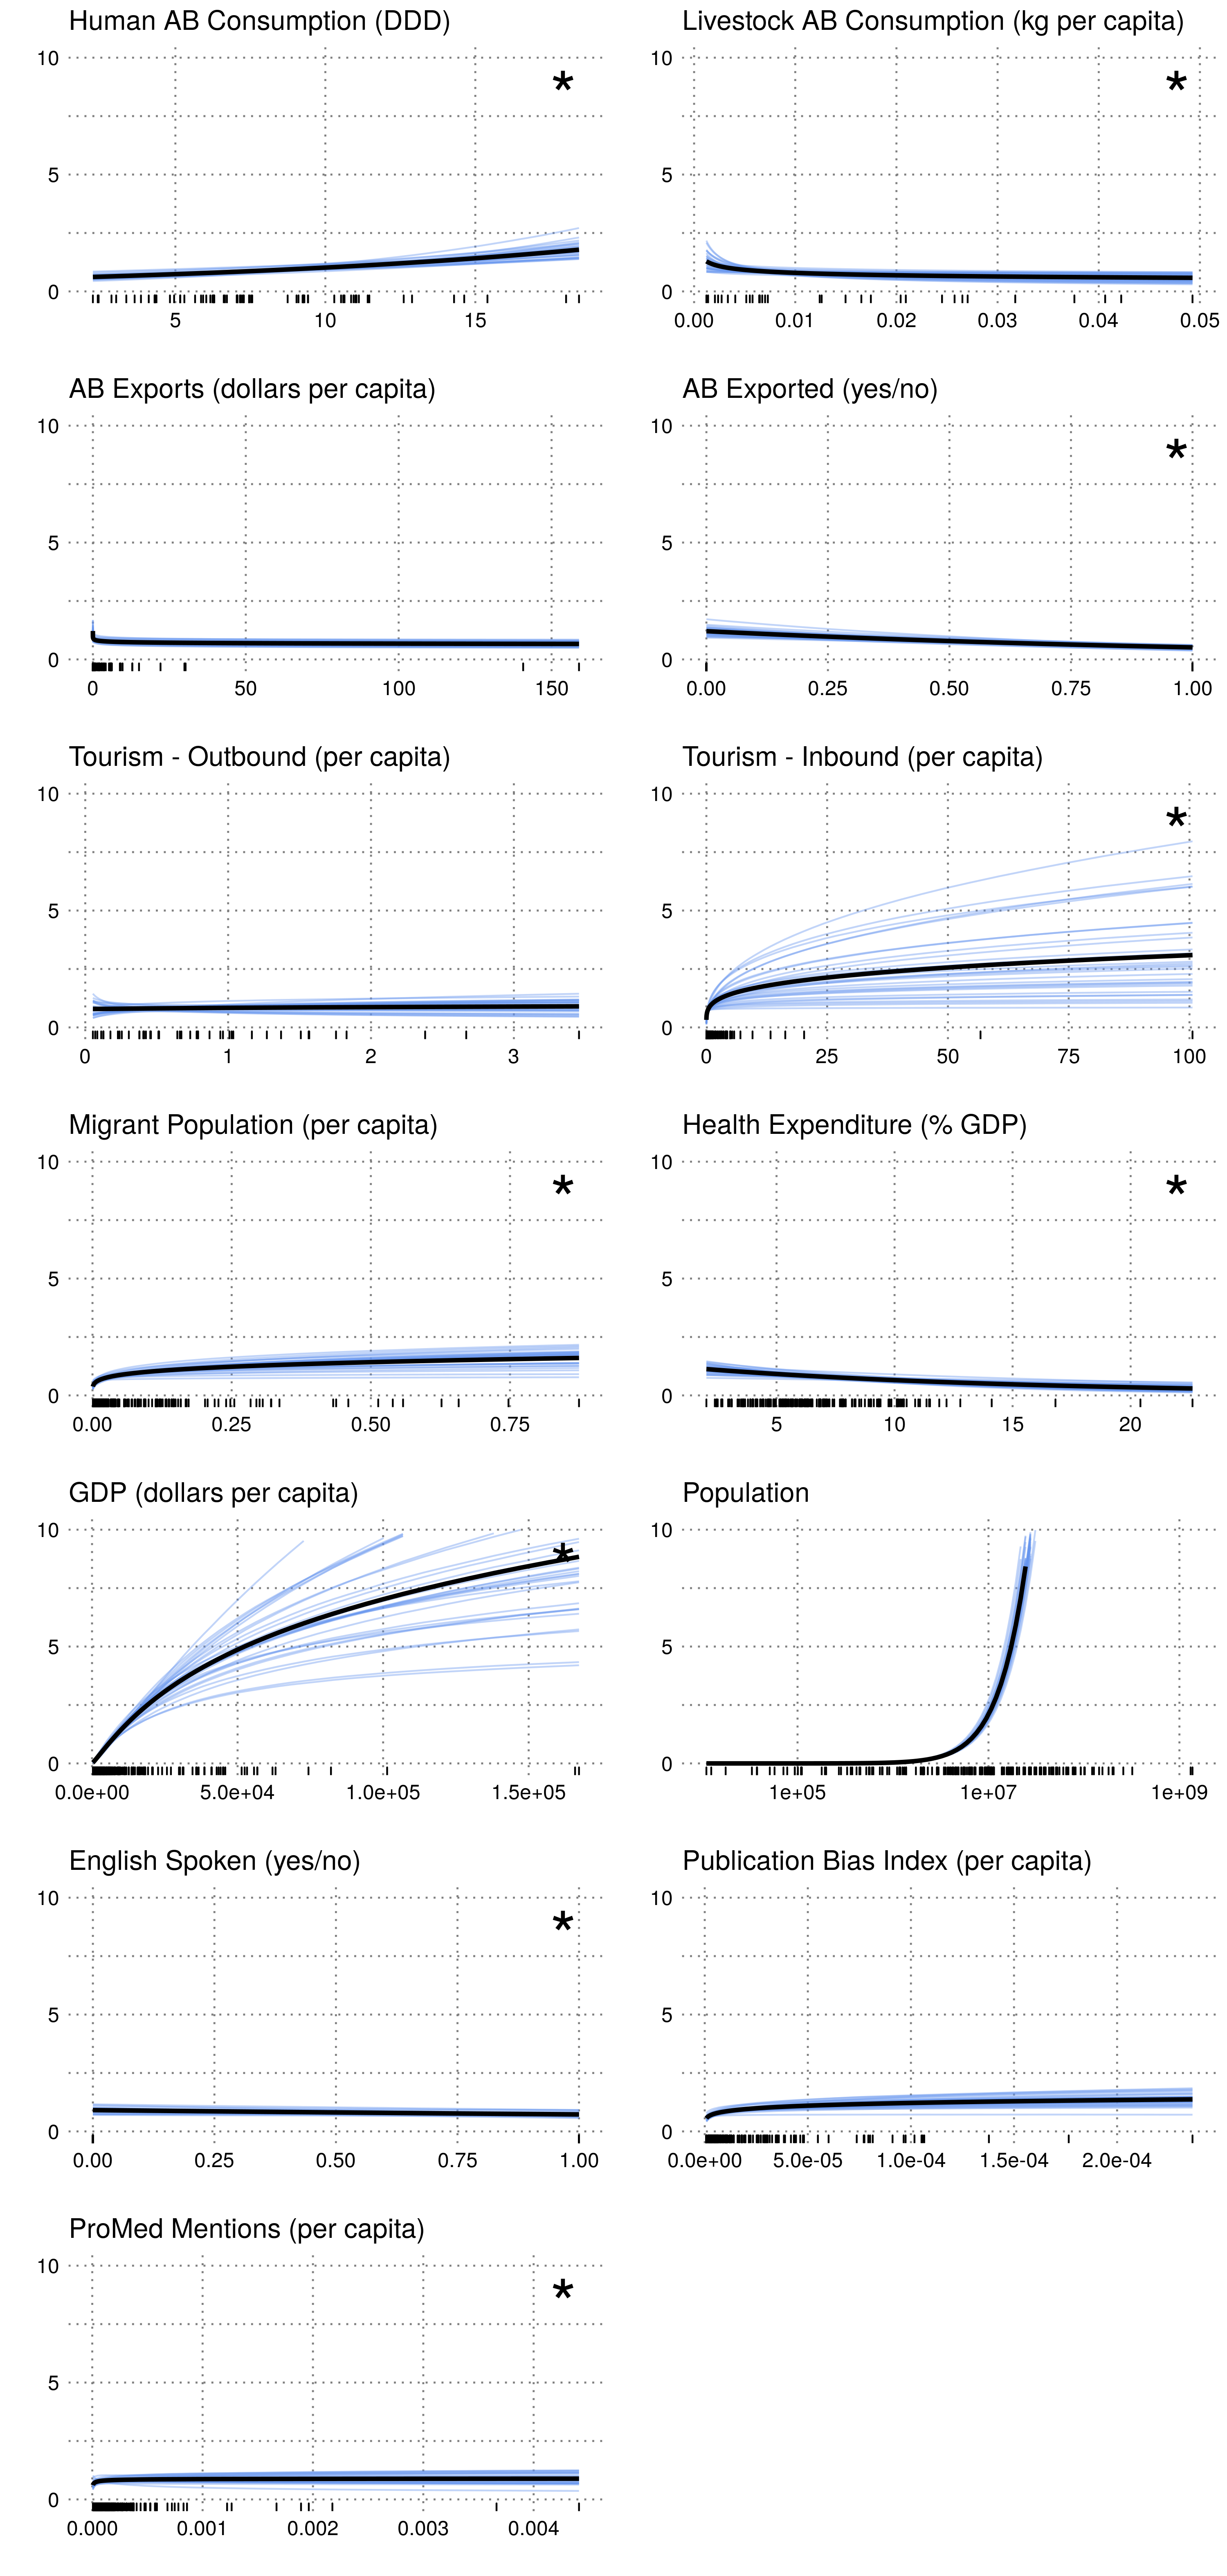 Human AB Consumption (DDD)
10
*
5
0
5 10 15
Livestock AB Consumption (kg per capita)
10
*
5
0
0.00 0.01 0.02 0.03 0.04 0.05
AB Exports (dollars per capita)
10
5
0
0 50 100 150
AB Exported (yes/no)
10
*
5
0
0.00 0.25 0.50 0.75 1.00
Tourism - Outbound (per capita)
10
5
0
0 1 2 3
Tourism - Inbound (per capita)
10
*
5
0
0 25 50 75 100
Migrant Population (per capita)
10
*
5
0
0.00 0.25 0.50 0.75
Health Expenditure (% GDP)
10
*
5
0
5 10 15 20
GDP (dollars per capita)
10
*
5
0
0.0e+00 5.0e+04 1.0e+05 1.5e+05
Population
10
5
0
1e+05 1e+07 1e+09
English Spoken (yes/no)
10
*
5
0
0.00 0.25 0.50 0.75 1.00
Publication Bias Index (per capita)
10
5
0
0.0e+00 5.0e-05 1.0e-04 1.5e-04 2.0e-04
ProMed Mentions (per capita)
10
*
5
0
0.000 0.001 0.002 0.003 0.004